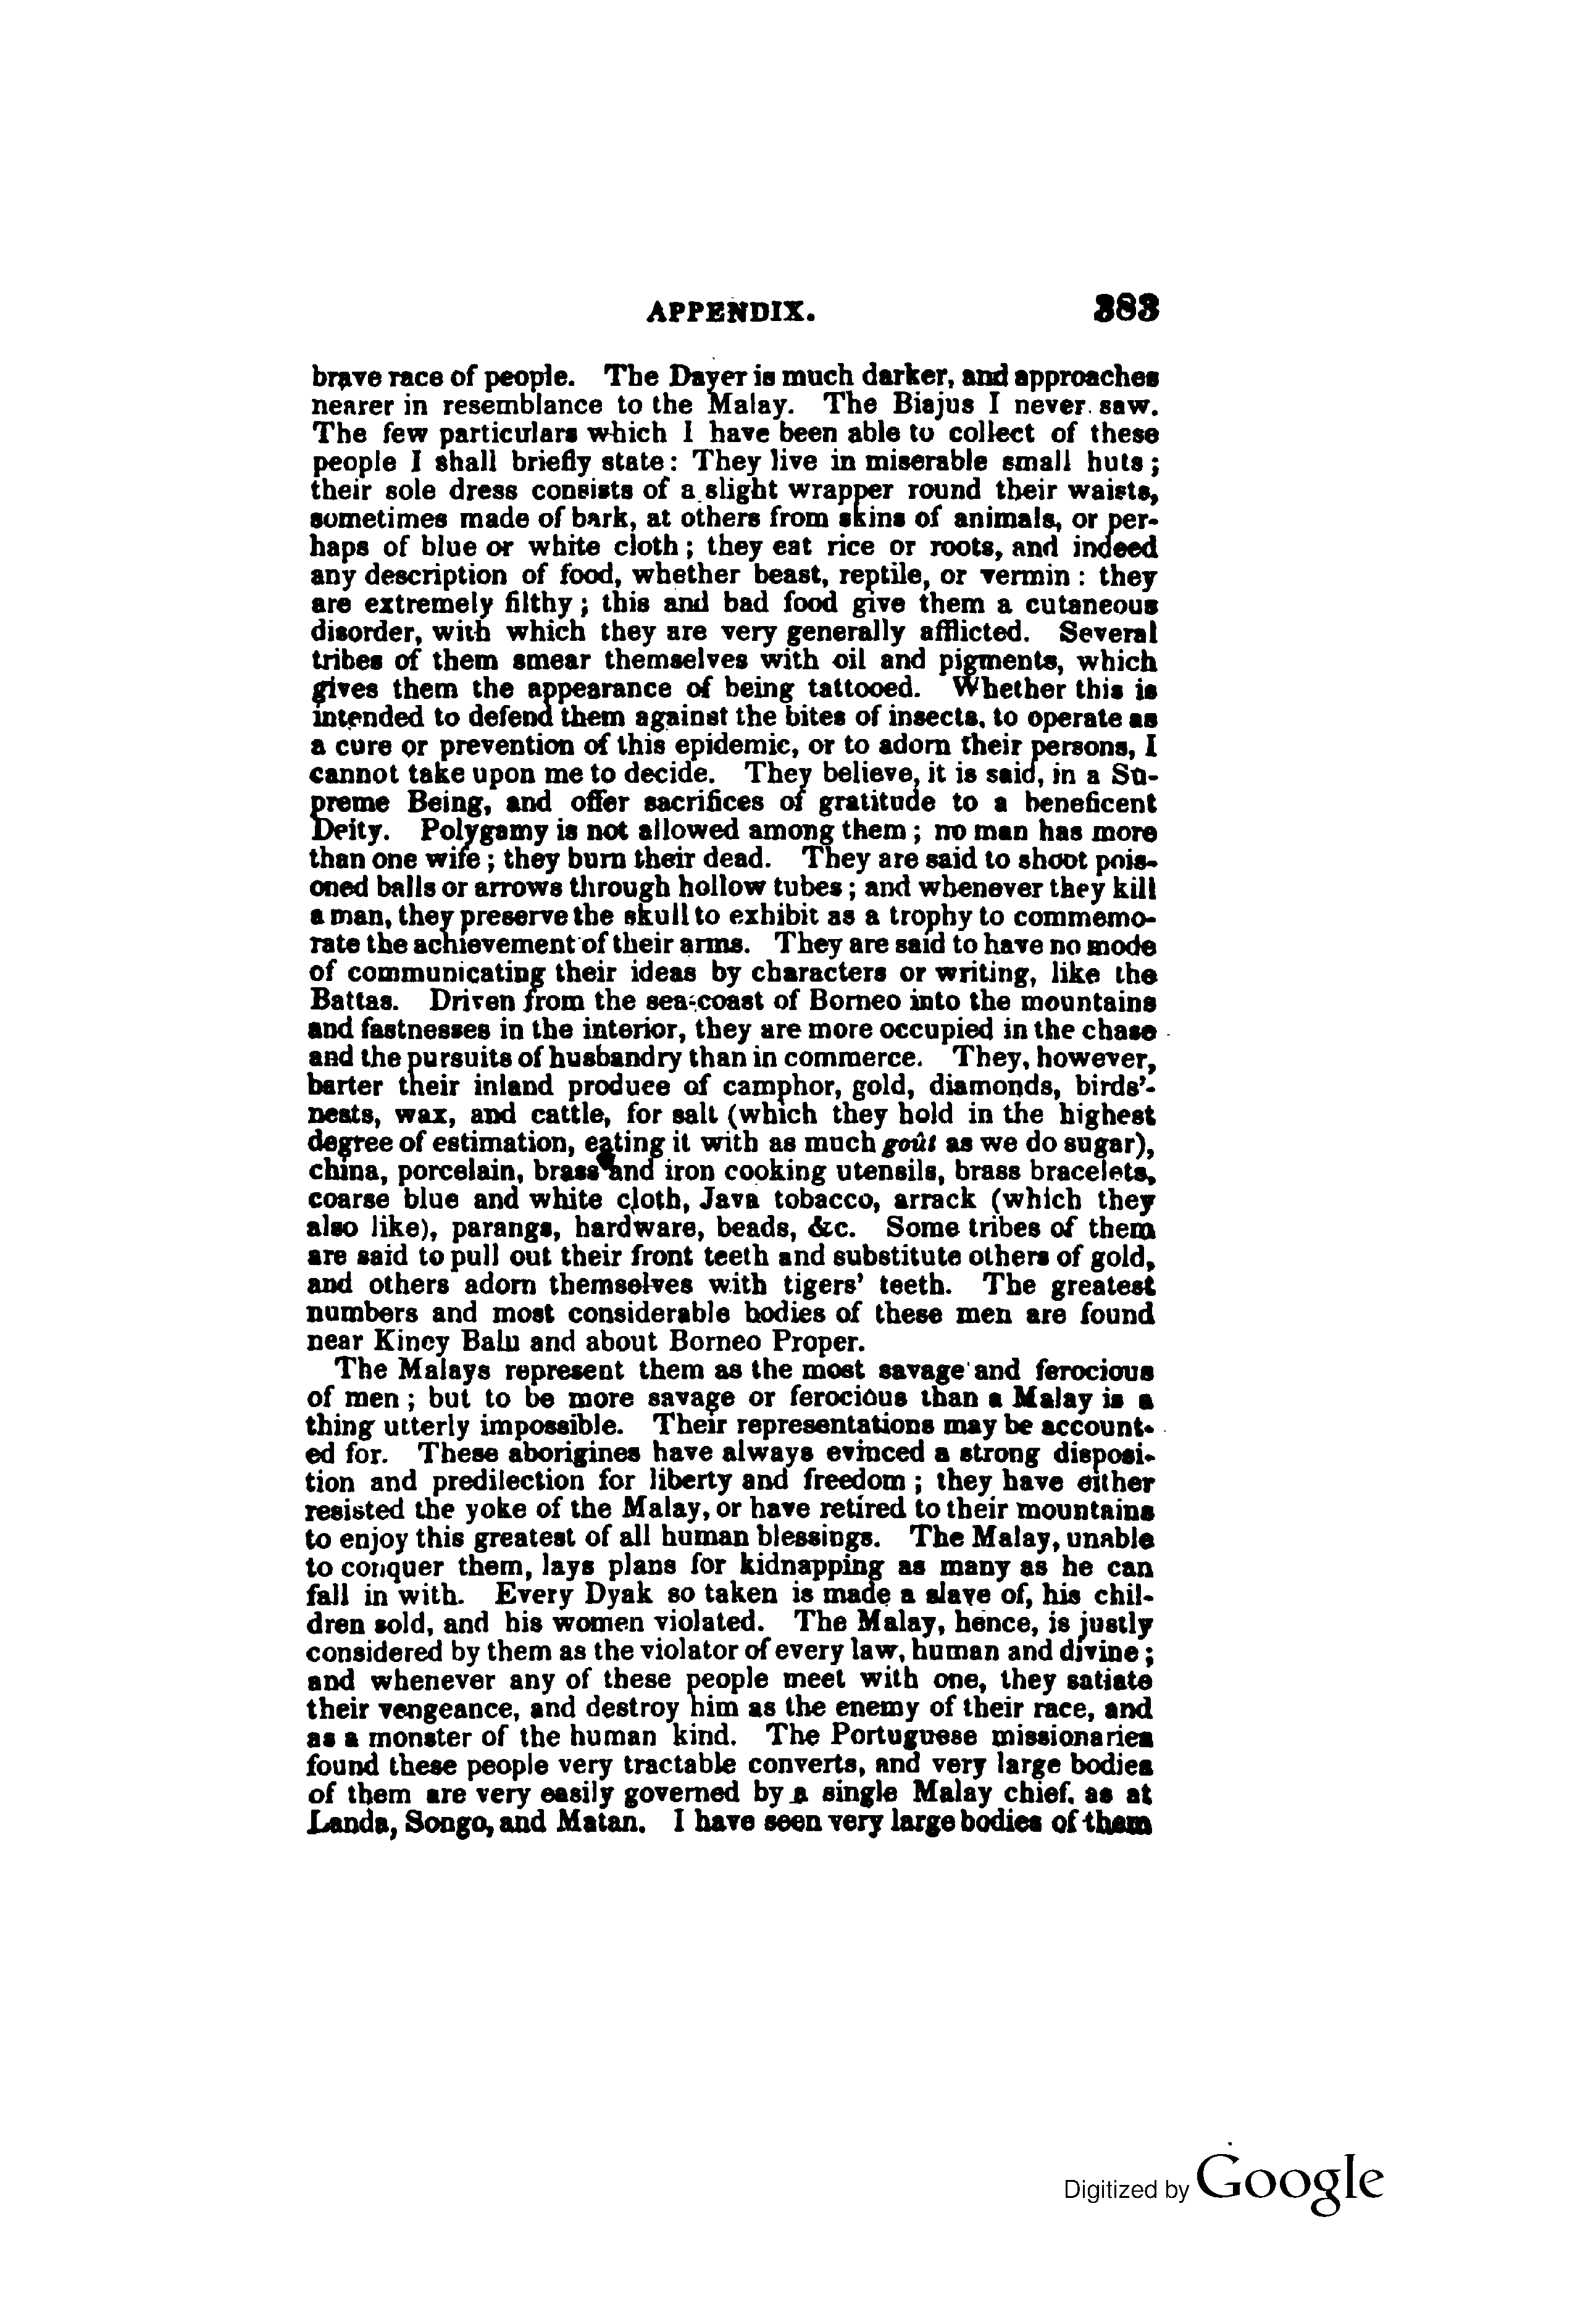 APPENDIX. 383
brave race of people. The Dayer is much darker, and approaches
nearer in resemblance to the Malay. The Biajus I never saw.
The few particulars which I have been able to collect of these
people I shall briefly state: They live in miserable small huts;
their sole dress consists of a slight wrapper round their waists,
sometimes made of bark, at others from skins of animals, or per-
haps of blue or white cloth; they eat rice or roots, and indeed
any description of food, whether beast, reptile, or vermin: they
are extremely filthy; this and bad food give them a cutaneous
disorder, with which they are very generally afflicted. Several
tribes of them smear themselves with oil and pigments, which
gives them the appearance of being tattooed. Whether this is
intended to defend them against the bites of insects, to operate as
a cure or prevention of this epidemic, or to adorn their persons, I
cannot take upon me to decide. They believe, it is said, in a Su-
preme Being, and offer sacrifices of gratitude to a beneficent
Deity. Polygamy is not allowed among them; no man has more
than one wife; they burn their dead. They are said to shoot pois-
oned balls or arrows through hollow tubes; and whenever they kill
a man, they preserve the skull to exhibit as a trophy to commemo-
rate the achievement of their arms. They are said to have no mode
of communicating their ideas by characters or writing, like the
Battas. Driven from the sea-coast of Borneo into the mountains
and fastnesses in the interior, they are more occupied in the chase
and the pursuits of husbandry than in commerce. They, however,
barter their inland produce of camphor, gold, diamonds, birds'-
nests, wax, and cattle, for salt (which they hold in the highest
degree of estimation, eating it with as much goût as we do sugar),
china, porcelain, brass and iron cooking utensils, brass bracelets,
coarse blue and white cloth, Java tobacco, arrack (which they
also like), parangs, hardware, beads, &c. Some tribes of them
are said to pull out their front teeth and substitute others of gold,
and others adorn themselves with tigers' teeth. The greatest
numbers and most considerable bodies of these men are found
near Kiney Balu and about Borneo Proper.
The Malays represent them as the most savage and ferocious
of men; but to be more savage or ferocious than a Malay is a
thing utterly impossible. Their representations may be account-
ed for. These aborigines have always evinced a strong disposi-
tion and predilection for liberty and freedom; they have either
resisted the yoke of the Malay, or have retired to their mountains
to enjoy this greatest of all human blessings. The Malay, unable
to conquer them, lays plans for kidnapping as many as he can
fall in with. Every Dyak so taken is made a slave of, his chil-
dren sold, and his women violated. The Malay, hence, is justly
considered by them as the violator of every law, human and divine;
and whenever any of these people meet with one, they satiate
their vengeance, and destroy him as the enemy of their race, and
as a monster of the human kind. The Portuguese missionaries
found these people very tractable converts, and very large bodies
of them are very easily governed by a single Malay chief, as at
Landa, Songo, and Matan. I have seen very large bodies of them
Digitized by Google